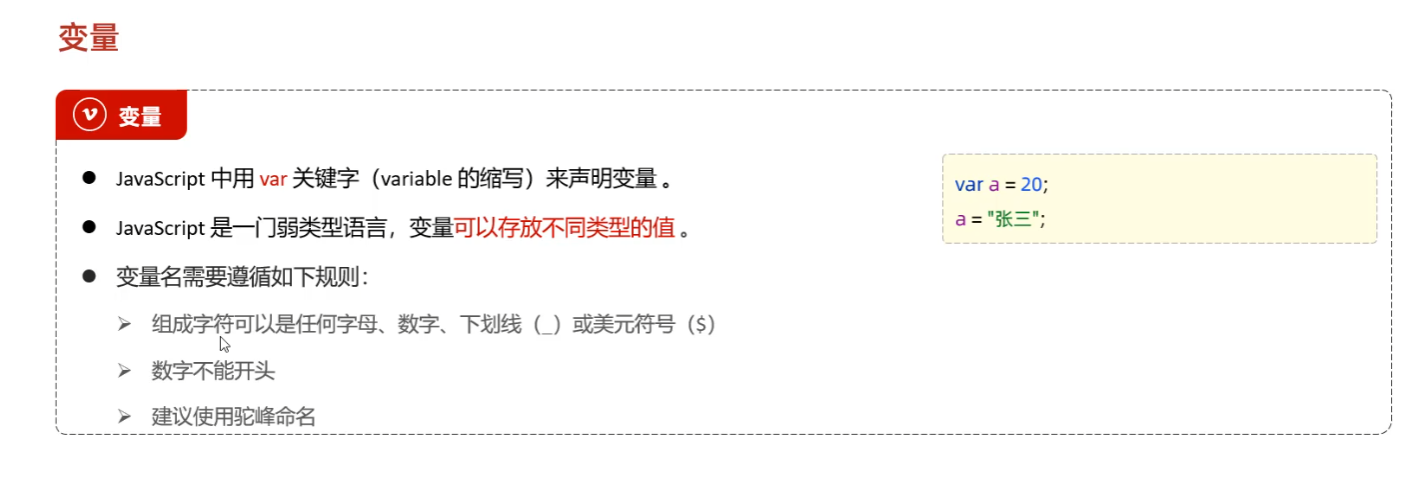 变量
变量
JavaScript 中用 var 关键字（variable 的缩写）来声明变量 。
JavaScript 是一门弱类型语言，变量可以存放不同类型的值 。
变量名需要遵循如下规则：
组成字符可以是任何字母、数字、下划线（_）或美元符号（$）
数字不能开头
建议使用驼峰命名
var a = 20;
a = "张三";